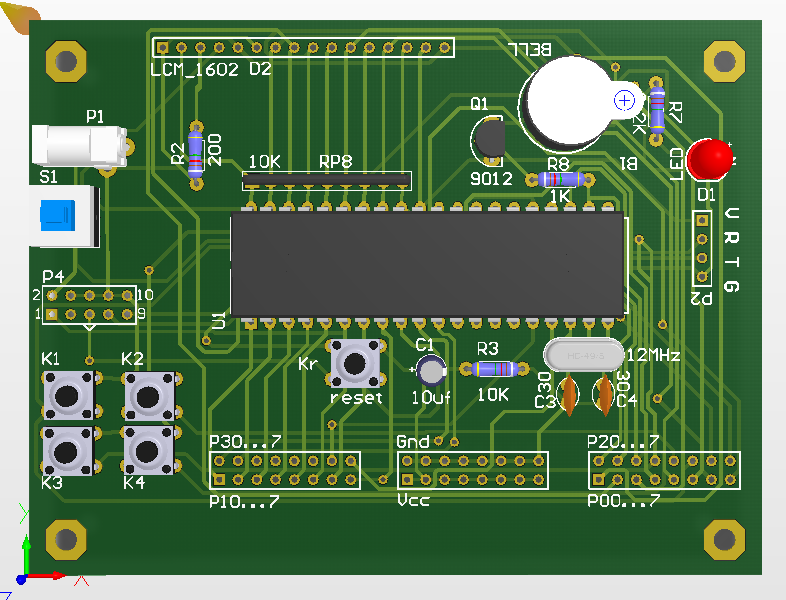 BELL
LCM_1602 D2
Q1
P1
R7
2K
R2
200
10K
RP8
9012
R8
B1
LED
S1
1K
D1
V
R
T
G
P4
2
10
1
9
P2
U1
K1
K2
Kr
C1
R3
HC-49-S
12MHz
reset
10uf
10K
30
C3
30
C4
P30...7
Gnd
P20...7
K3
K4
P10...7
Vcc
P00...7
Y
X
Z